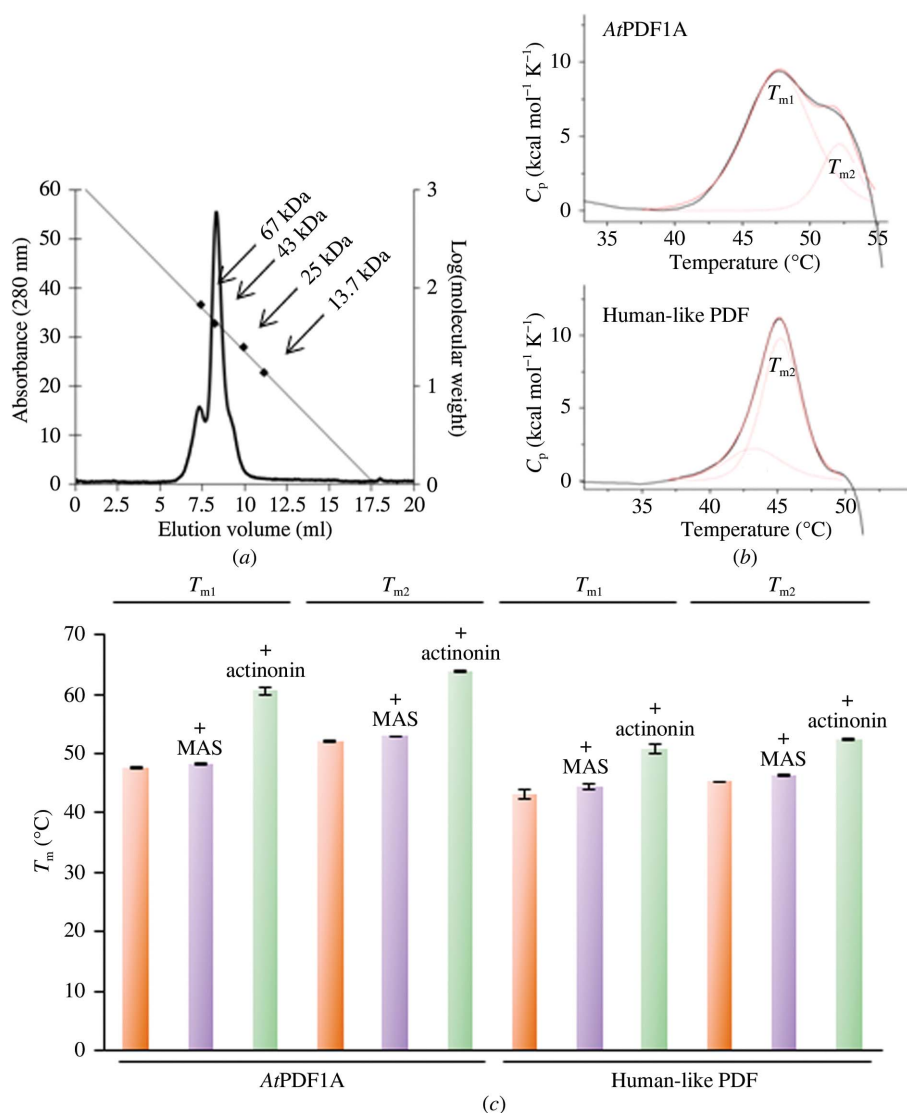 AtPDF1A
10
5
0
Cp (kcal mol⁻¹ K⁻¹)
Tm1
Tm2
35 40 45 50 55
Temperature (°C)
60
50
40
30
20
10
0
Absorbance (280 nm)
67 kDa
43 kDa
25 kDa
13.7 kDa
3
2
1
0
Log(molecular weight)
0 2.5 5.0 7.5 10 12.5 15.0 17.5 20
Elution volume (ml)
(a)
Human-like PDF
10
5
0
Cp (kcal mol⁻¹ K⁻¹)
Tm2
40 45 50
Temperature (°C)
(b)
Tm1 Tm2 Tm1 Tm2
70
60
50
40
30
20
10
0
Tm (°C)
+
MAS
+
actinonin
+
MAS
+
actinonin
+
MAS
+
actinonin
+
MAS
+
actinonin
AtPDF1A Human-like PDF
(c)